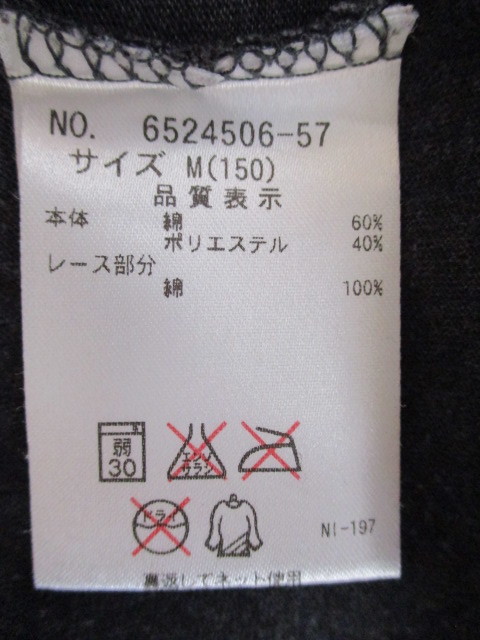 NO. 6524506-57
サイズ M(150)
品質表示
本体 綿 60%
ポリエステル 40%
レース部分
綿 100%
弱
30
エンソ
サラシ
ドライ
NI-197
裏返してネット使用